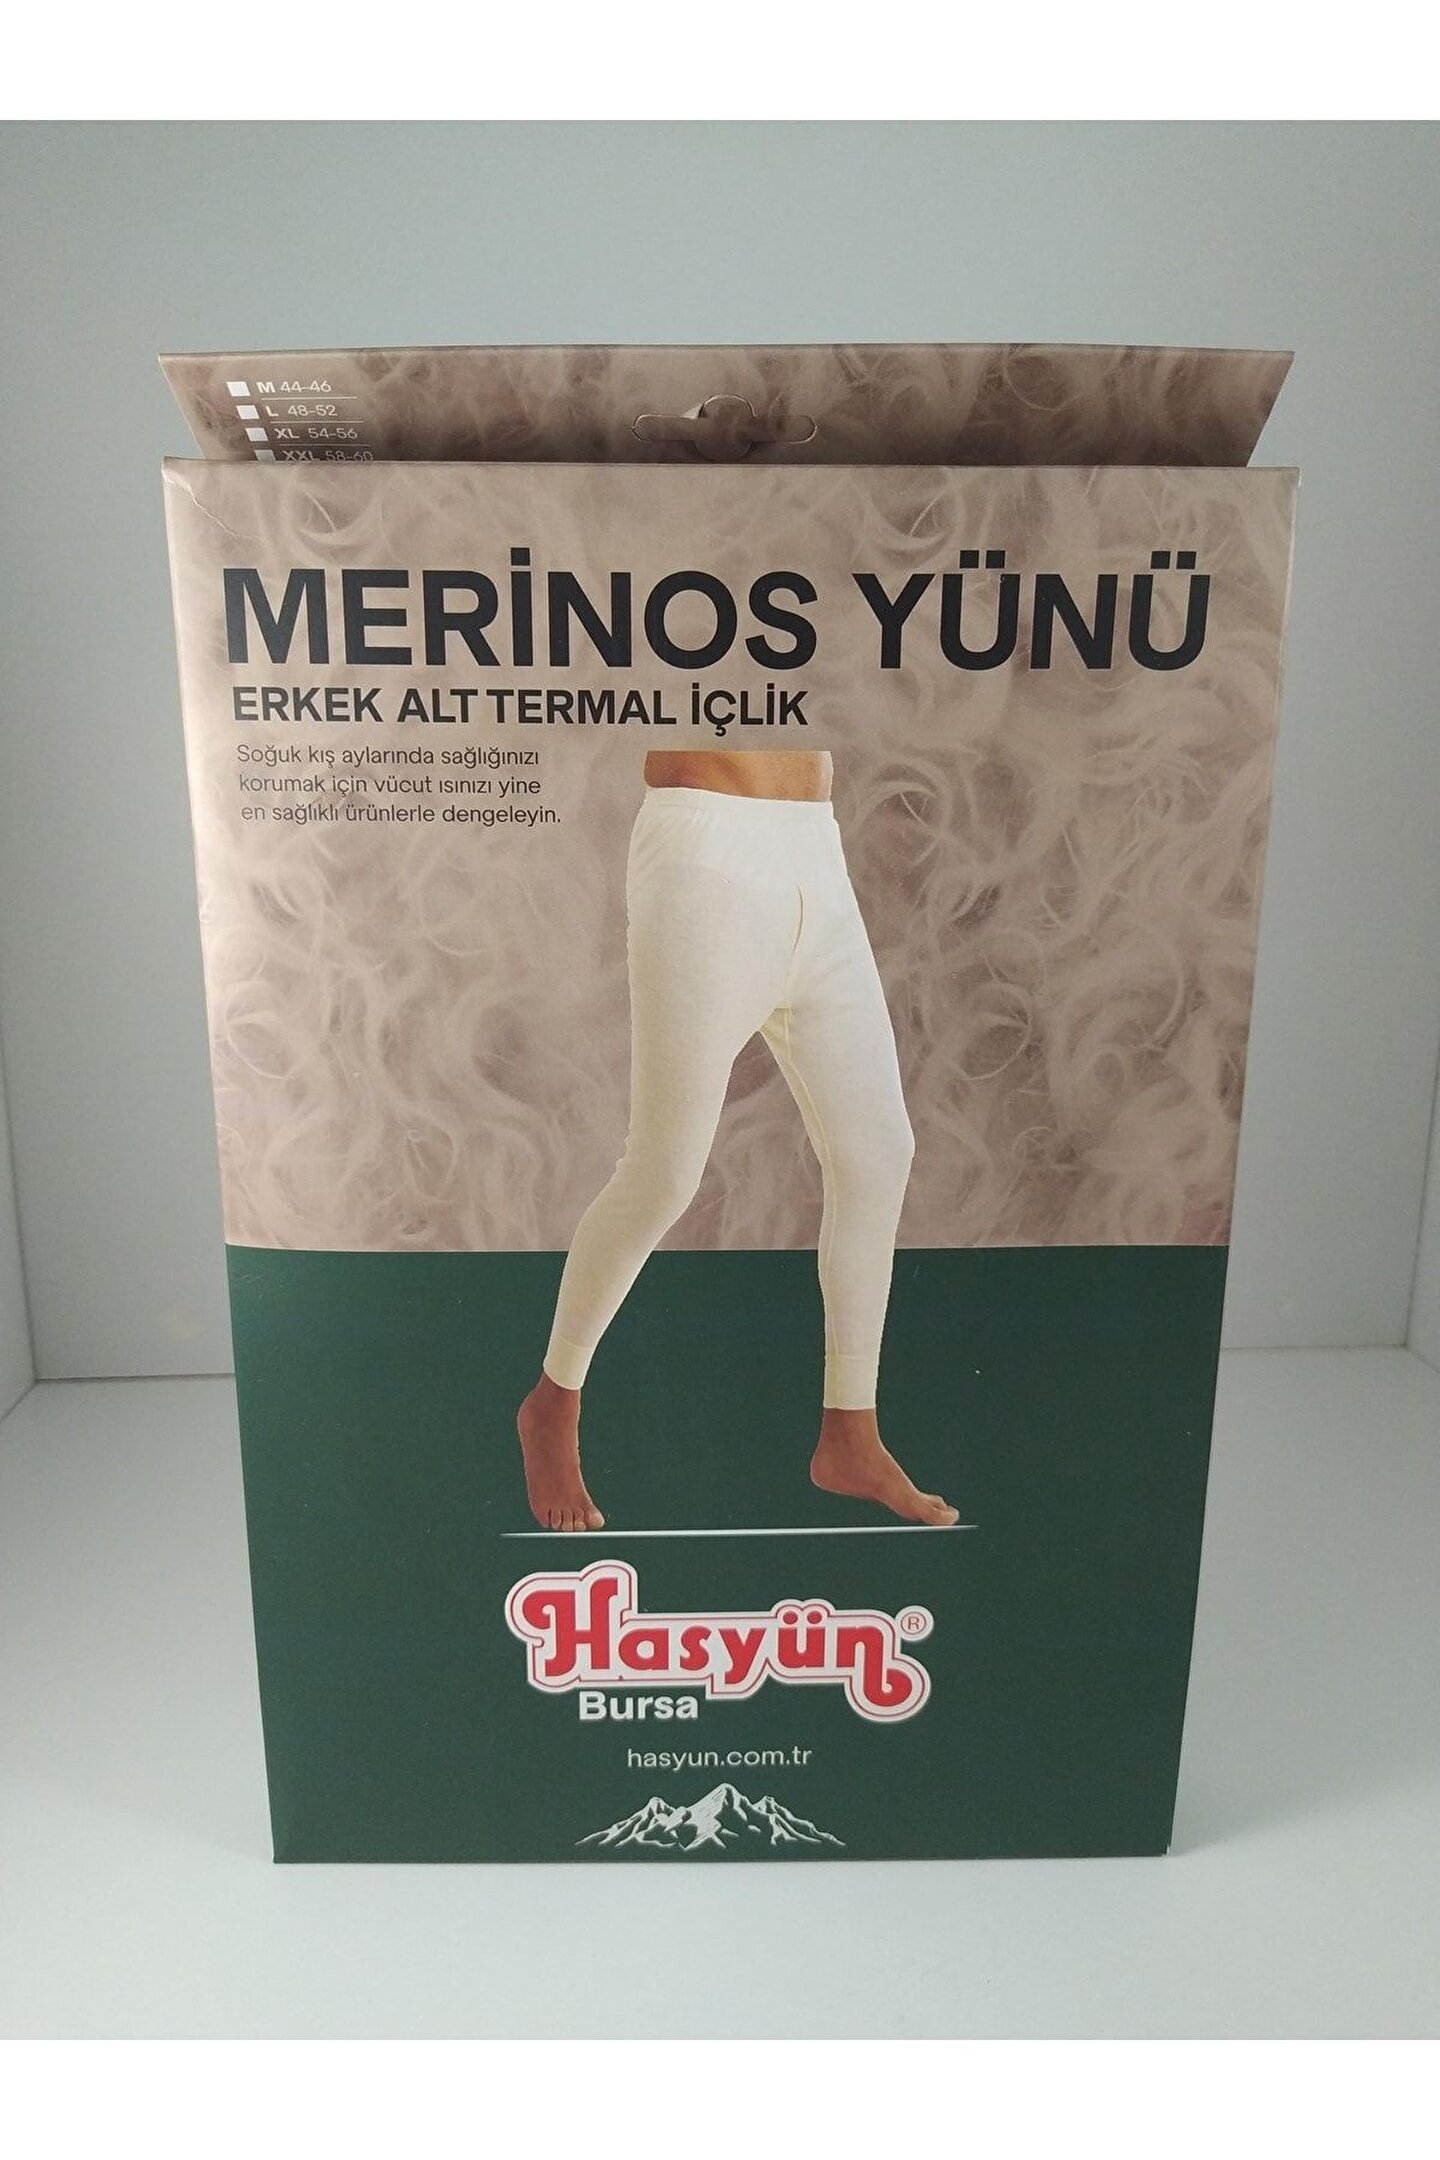 M 44-46
L 48-52
XL 54-56
XXL 58-60
MERİNOS YÜNÜ
ERKEK ALT TERMAL İÇLİK
Soğuk kış aylarında sağlığınızı
korumak için vücut ısınızı yine
en sağlıklı ürünlerle dengeleyin.
Hasyün®
Bursa
hasyun.com.tr